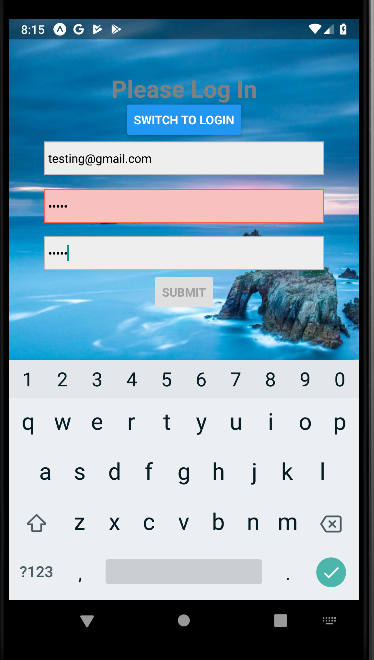 8:15
Please Log In
SWITCH TO LOGIN
testing@gmail.com
•••••
•••••
SUBMIT
1 2 3 4 5 6 7 8 9 0
q w e r t y u i o p
a s d f g h j k l
z x c v b n m
?123 , .